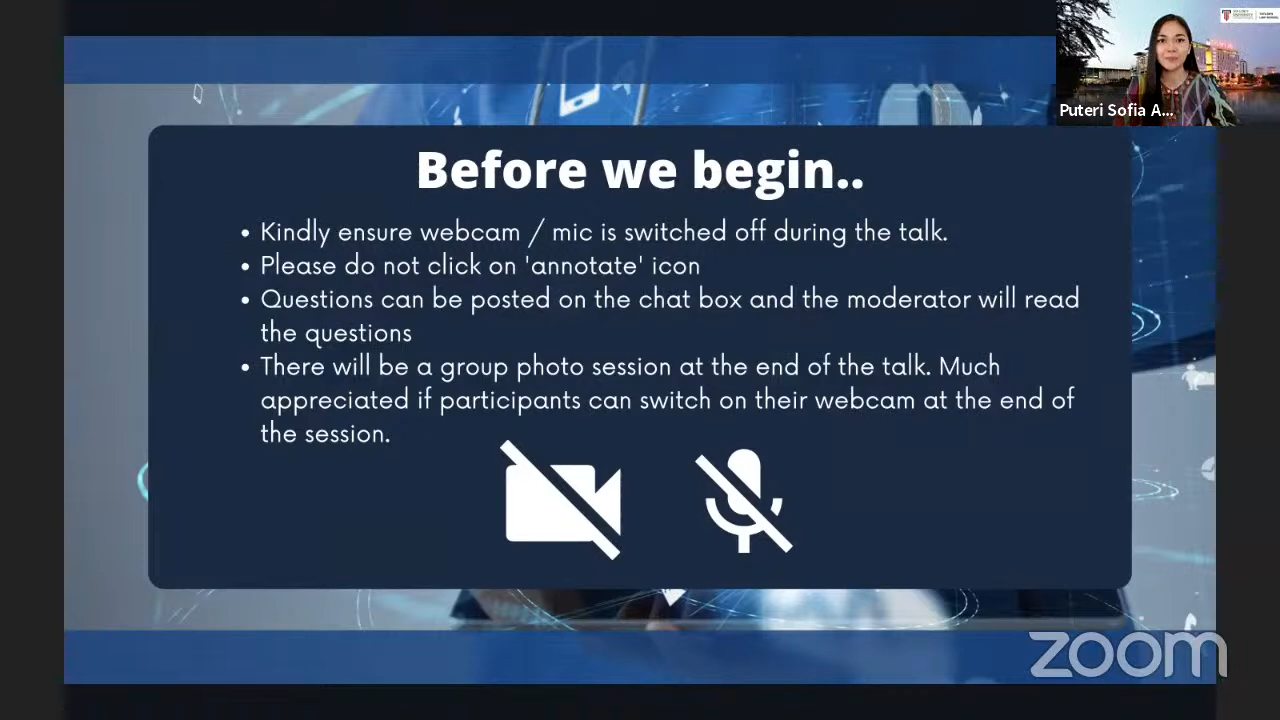 Before we begin..
• Kindly ensure webcam / mic is switched off during the talk.
• Please do not click on 'annotate' icon
• Questions can be posted on the chat box and the moderator will read
the questions
• There will be a group photo session at the end of the talk. Much
appreciated if participants can switch on their webcam at the end of
the session.
Puteri Sofia A...
zoom